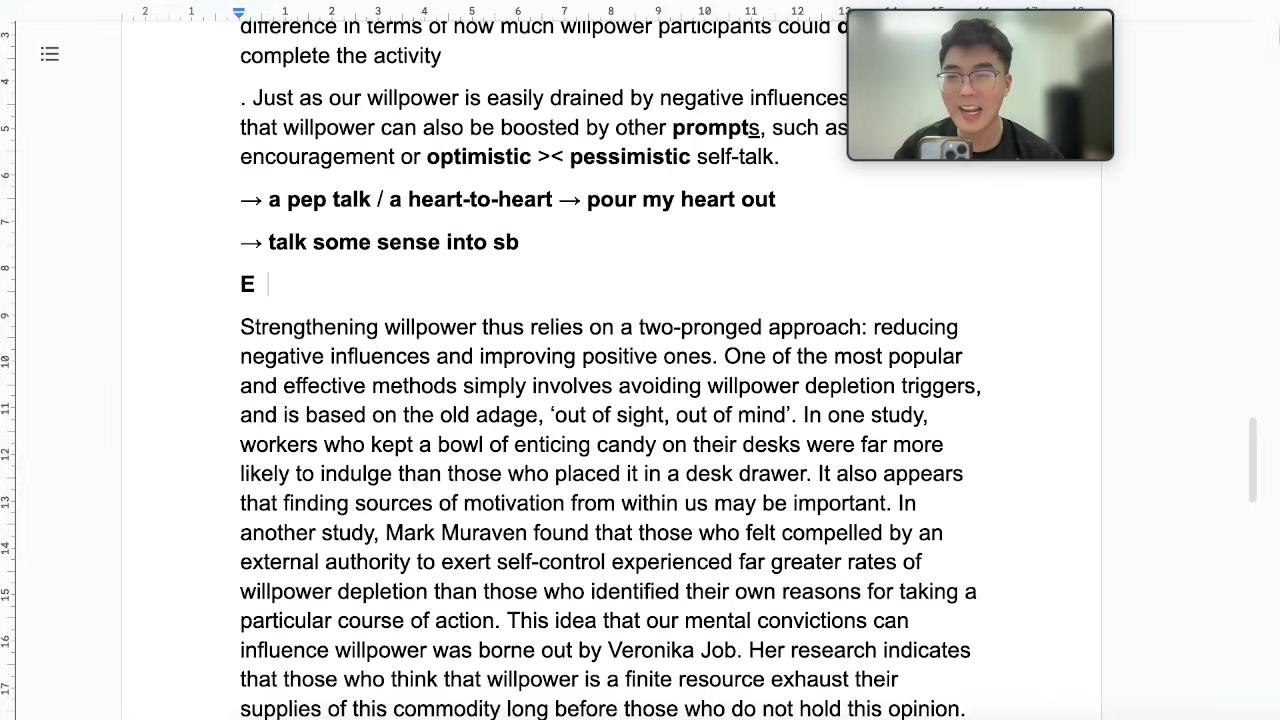 difference in terms of how much willpower participants could
complete the activity
. Just as our willpower is easily drained by negative influences
that willpower can also be boosted by other prompts, such as
encouragement or optimistic >< pessimistic self-talk.
→ a pep talk / a heart-to-heart → pour my heart out
→ talk some sense into sb
E
Strengthening willpower thus relies on a two-pronged approach: reducing
negative influences and improving positive ones. One of the most popular
and effective methods simply involves avoiding willpower depletion triggers,
and is based on the old adage, ‘out of sight, out of mind’. In one study,
workers who kept a bowl of enticing candy on their desks were far more
likely to indulge than those who placed it in a desk drawer. It also appears
that finding sources of motivation from within us may be important. In
another study, Mark Muraven found that those who felt compelled by an
external authority to exert self-control experienced far greater rates of
willpower depletion than those who identified their own reasons for taking a
particular course of action. This idea that our mental convictions can
influence willpower was borne out by Veronika Job. Her research indicates
that those who think that willpower is a finite resource exhaust their
supplies of this commodity long before those who do not hold this opinion.